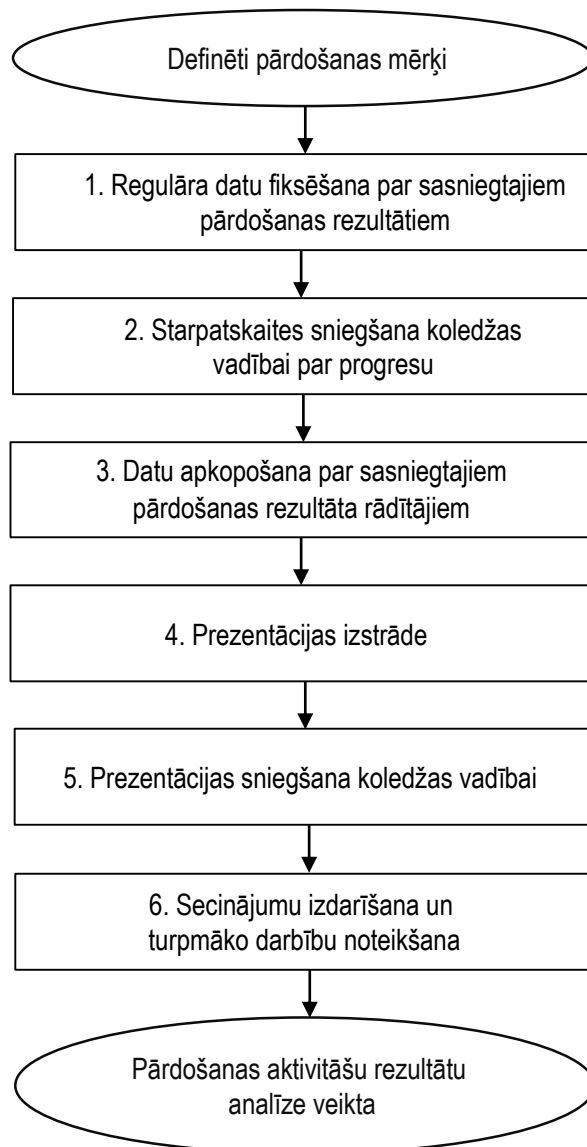 Definēti pārdošanas mērķi
1. Regulāra datu fiksēšana par sasniegtajiem
pārdošanas rezultātiem
2. Starpatskaites sniegšana koledžas
vadībai par progresu
3. Datu apkopošana par sasniegtajiem
pārdošanas rezultāta rādītājiem
4. Prezentācijas izstrāde
5. Prezentācijas sniegšana koledžas vadībai
6. Secinājumu izdarīšana un
turpmāko darbību noteikšana
Pārdošanas aktivitāšu rezultātu
analīze veikta